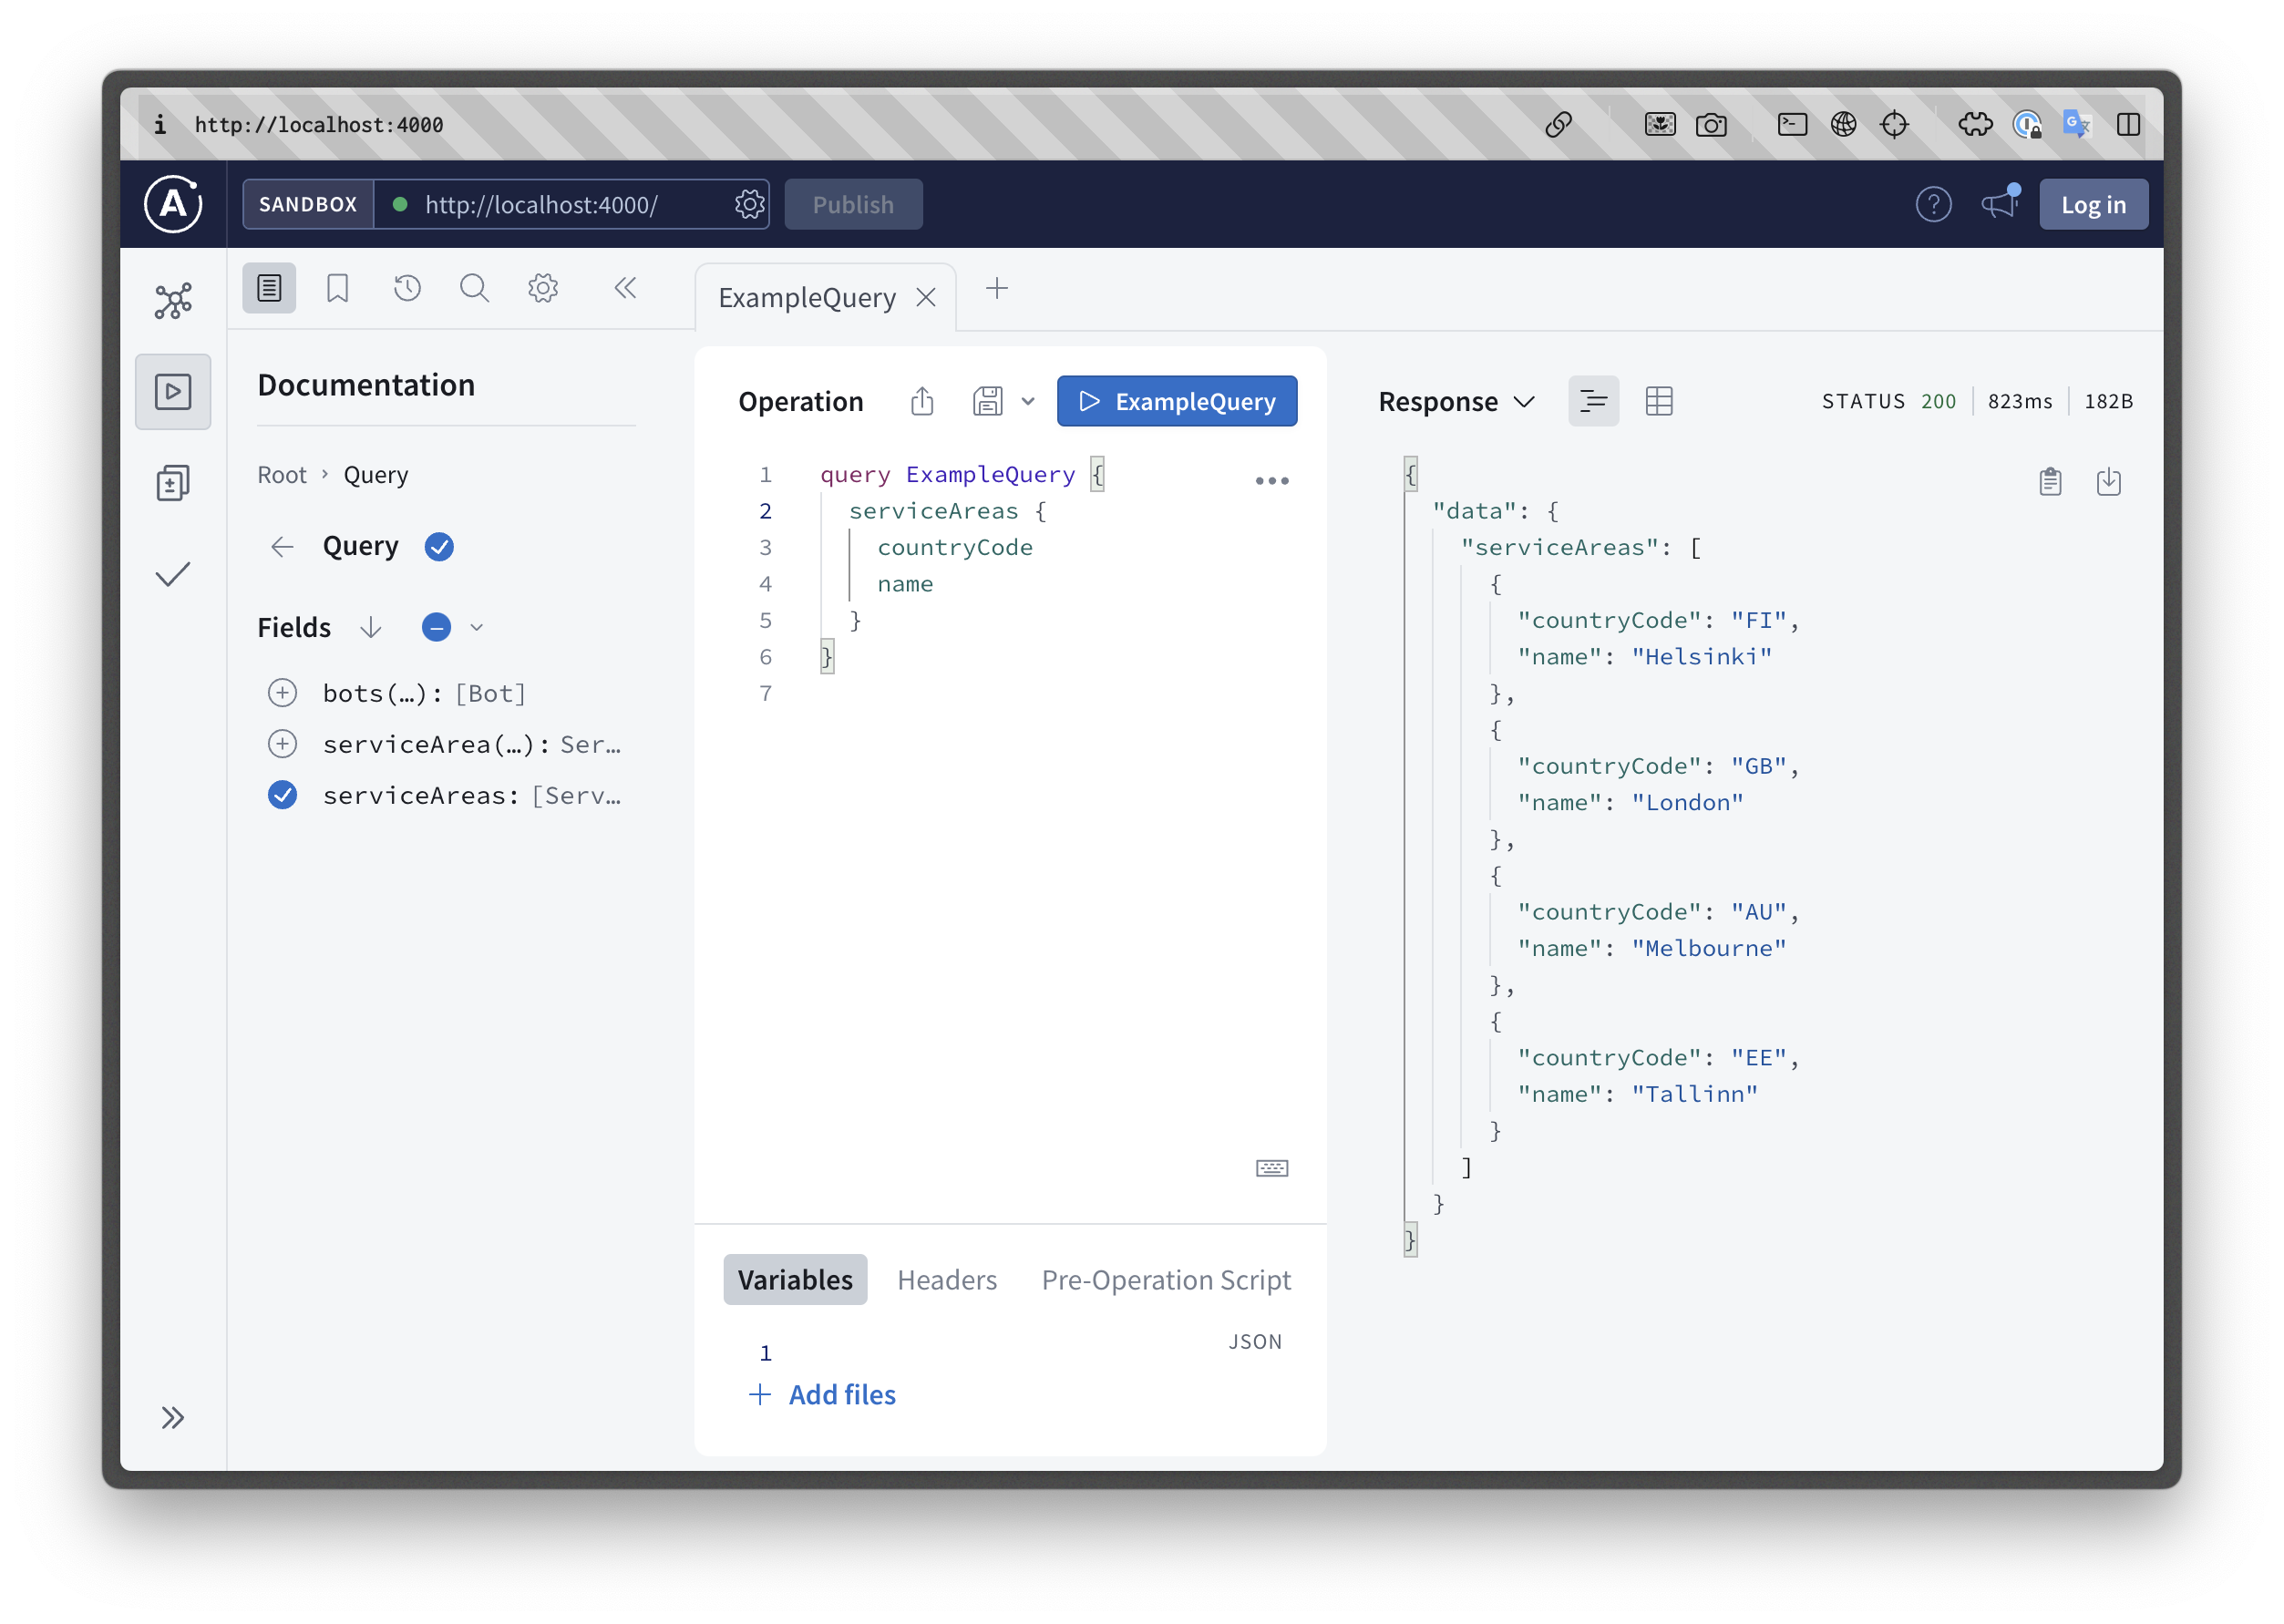 http://localhost:4000
SANDBOX http://localhost:4000/ Publish Log in
ExampleQuery
Documentation
Root › Query
Query
Fields
bots(…): [Bot]
serviceArea(…): Ser…
serviceAreas: [Serv…
Operation ExampleQuery
1 query ExampleQuery {
2 serviceAreas {
3 countryCode
4 name
5 }
6 }
7
Variables Headers Pre-Operation Script
JSON
1
+ Add files
Response STATUS 200 823ms 182B
{
"data": {
"serviceAreas": [
{
"countryCode": "FI",
"name": "Helsinki"
},
{
"countryCode": "GB",
"name": "London"
},
{
"countryCode": "AU",
"name": "Melbourne"
},
{
"countryCode": "EE",
"name": "Tallinn"
}
]
}
}